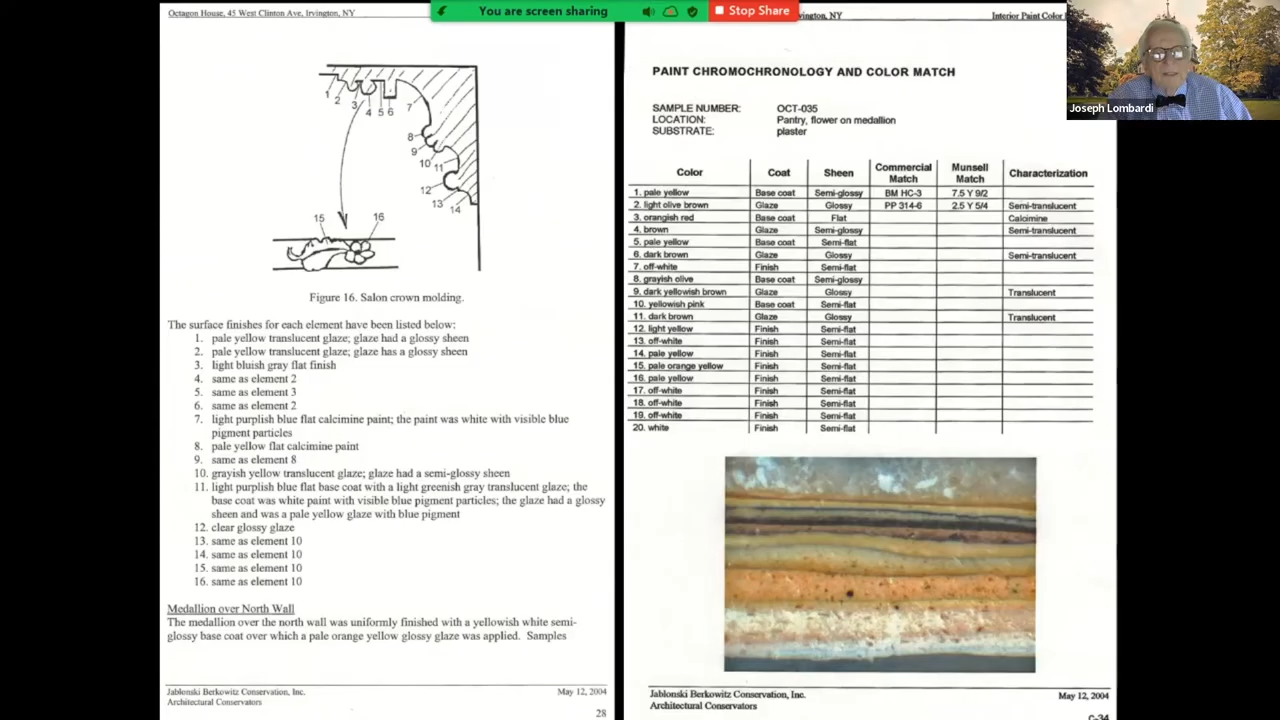 Octagon House, 45 West Clinton Ave, Irvington, NY
You are screen sharing
Stop Share
vington, NY
Interior Paint Color
Joseph Lombardi
1
2
3
4
5
6
7
8
9
10
11
12
13
14
15
16
Figure 16. Salon crown molding.
The surface finishes for each element have been listed below:
1. pale yellow translucent glaze; glaze had a glossy sheen
2. pale yellow translucent glaze; glaze has a glossy sheen
3. light bluish gray flat finish
4. same as element 2
5. same as element 3
6. same as element 2
7. light purplish blue flat calcimine paint; the paint was white with visible blue
pigment particles
8. pale yellow flat calcimine paint
9. same as element 8
10. grayish yellow translucent glaze; glaze had a semi-glossy sheen
11. light purplish blue flat base coat with a light greenish gray translucent glaze; the
base coat was white paint with visible blue pigment particles; the glaze had a glossy
sheen and was a pale yellow glaze with blue pigment
12. clear glossy glaze
13. same as element 10
14. same as element 10
15. same as element 10
16. same as element 10
Medallion over North Wall
The medallion over the north wall was uniformly finished with a yellowish white semi-
glossy base coat over which a pale orange yellow glossy glaze was applied. Samples
Jablonski Berkowitz Conservation, Inc.
May 12, 2004
Architectural Conservators
28
PAINT CHROMOCHRONOLOGY AND COLOR MATCH
SAMPLE NUMBER: OCT-035
LOCATION: Pantry, flower on medallion
SUBSTRATE: plaster
Color Coat Sheen Commercial Match Munsell Match Characterization
1. pale yellow Base coat Semi-glossy BM HC-3 7.5 Y 9/2
2. light olive brown Glaze Glossy PP 314-6 2.5 Y 5/4 Semi-translucent
3. orangish red Base coat Flat Calcimine
4. brown Glaze Semi-glossy Semi-translucent
5. pale yellow Base coat Semi-flat
6. dark brown Glaze Glossy Semi-translucent
7. off-white Finish Semi-flat
8. grayish olive Base coat Semi-glossy
9. dark yellowish brown Glaze Glossy Translucent
10. yellowish pink Base coat Semi-flat
11. dark brown Glaze Glossy Translucent
12. light yellow Finish Semi-flat
13. off-white Finish Semi-flat
14. pale yellow Finish Semi-flat
15. pale orange yellow Finish Semi-flat
16. pale yellow Finish Semi-flat
17. off-white Finish Semi-flat
18. off-white Finish Semi-flat
19. off-white Finish Semi-flat
20. white Finish Semi-flat
Jablonski Berkowitz Conservation, Inc.
May 12, 2004
Architectural Conservators
C-34